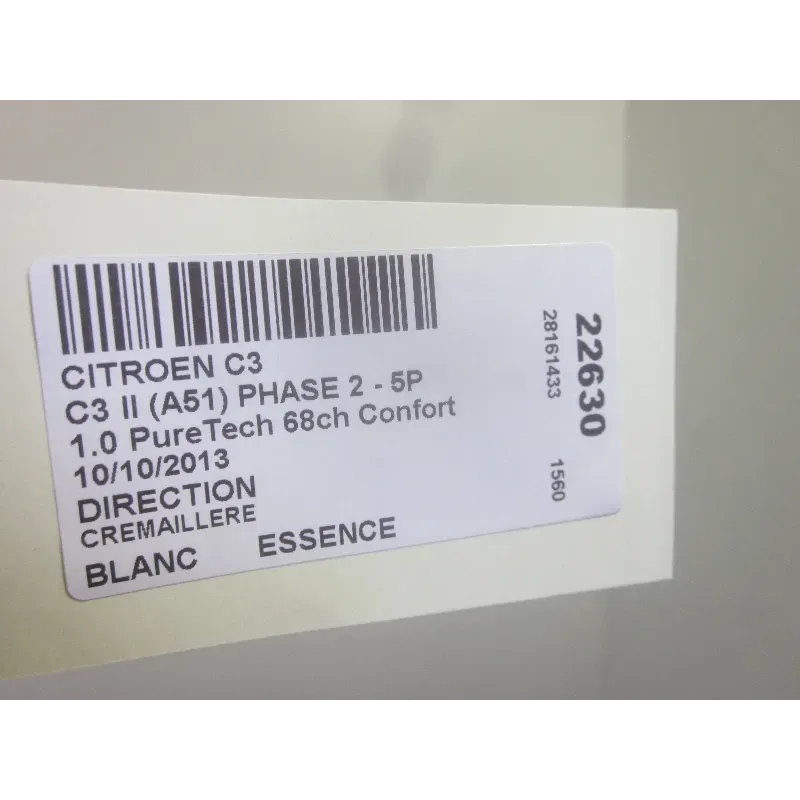 CITROEN C3
C3 II (A51) PHASE 2 - 5P
1.0 PureTech 68ch Confort
10/10/2013
DIRECTION
CREMAILLERE
BLANC ESSENCE
22630
28161433 1560